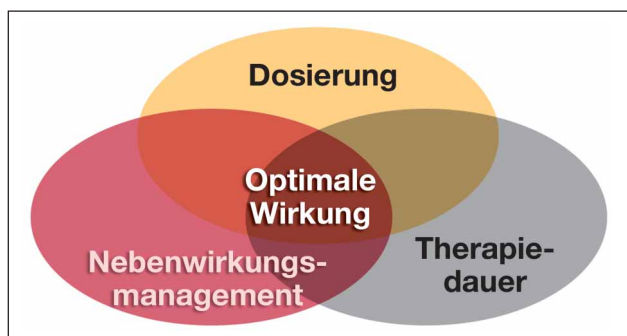 Dosierung
Optimale
Wirkung
Nebenwirkungs-
management
Therapie-
dauer